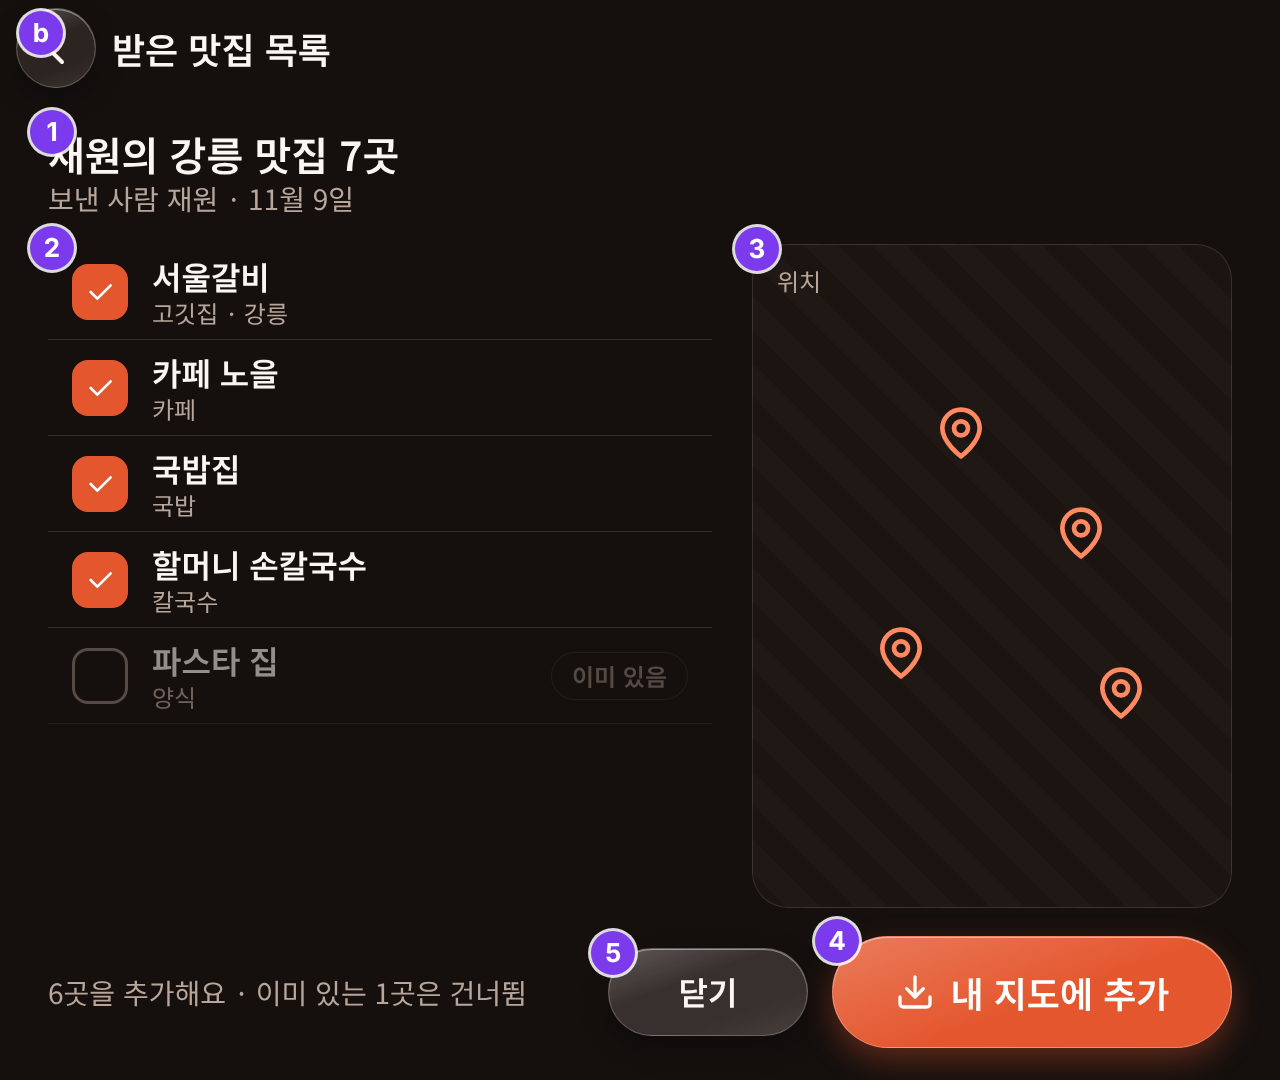 b
받은 맛집 목록
1
재원의 강릉 맛집 7곳
보낸 사람 재원 · 11월 9일
2
서울갈비
고깃집 · 강릉
카페 노을
카페
국밥집
국밥
할머니 손칼국수
칼국수
파스타 집
양식
이미 있음
3
위치
6곳을 추가해요 · 이미 있는 1곳은 건너뜀
5
닫기
4
내 지도에 추가